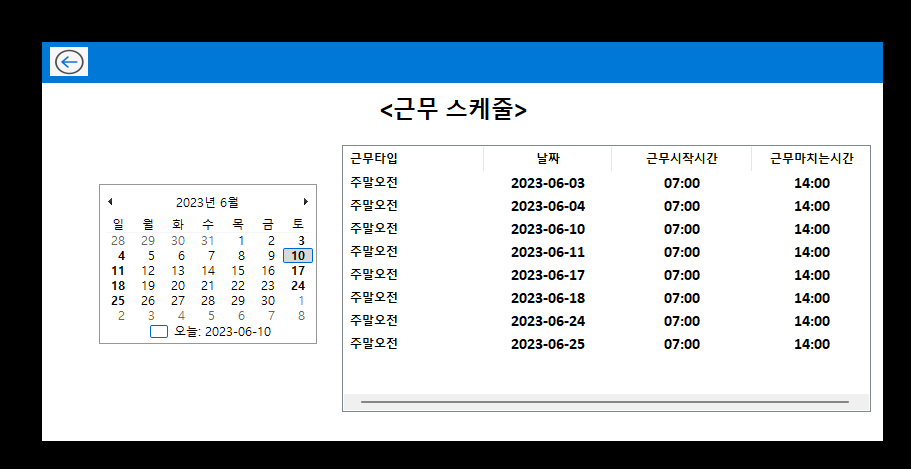 <근무 스케줄>
2023년 6월
일 월 화 수 목 금 토
28 29 30 31 1 2 3
4 5 6 7 8 9 10
11 12 13 14 15 16 17
18 19 20 21 22 23 24
25 26 27 28 29 30 1
2 3 4 5 6 7 8
오늘: 2023-06-10
근무타입 날짜 근무시작시간 근무마치는시간
주말오전 2023-06-03 07:00 14:00
주말오전 2023-06-04 07:00 14:00
주말오전 2023-06-10 07:00 14:00
주말오전 2023-06-11 07:00 14:00
주말오전 2023-06-17 07:00 14:00
주말오전 2023-06-18 07:00 14:00
주말오전 2023-06-24 07:00 14:00
주말오전 2023-06-25 07:00 14:00